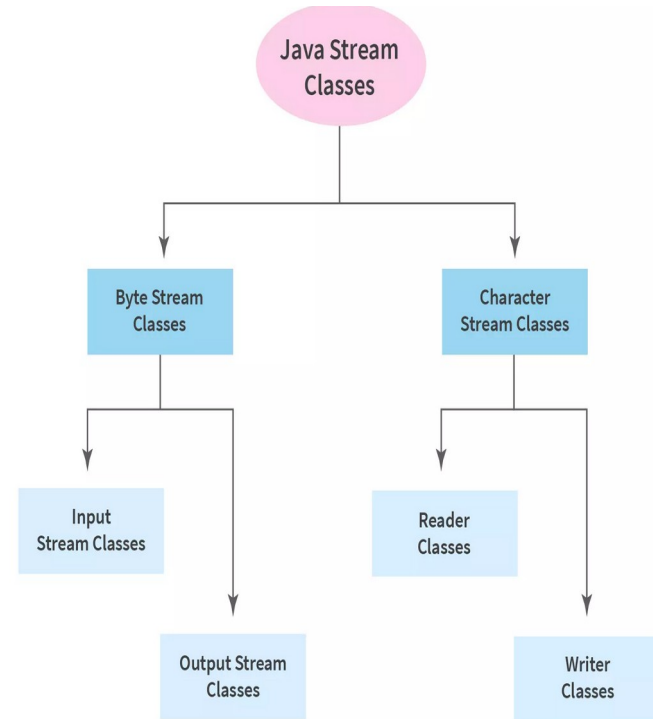 Java Stream
Classes
Byte Stream
Classes
Character
Stream Classes
Input
Stream Classes
Reader
Classes
Output Stream
Classes
Writer
Classes